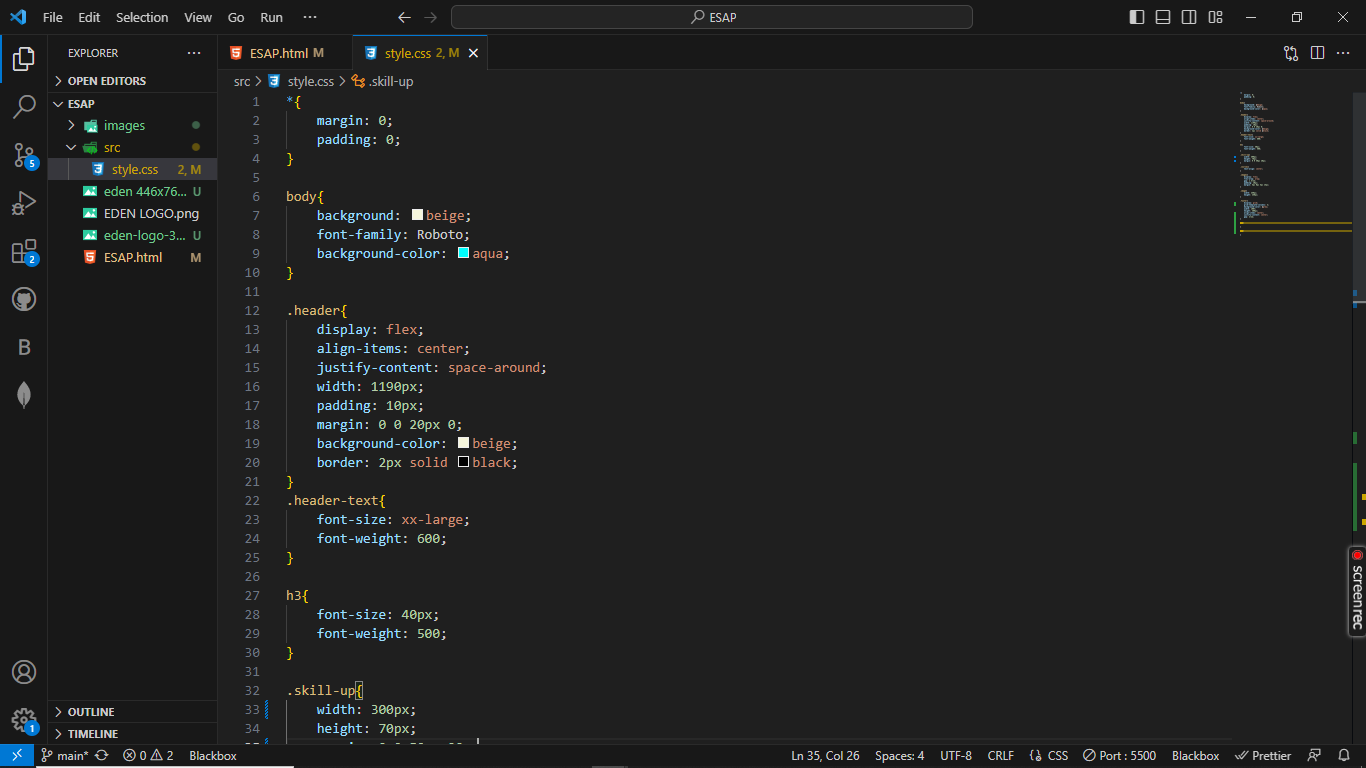 File Edit Selection View Go Run ··· ESAP
EXPLORER ···
OPEN EDITORS
ESAP
images
src
style.css 2, M
eden 446x76... U
EDEN LOGO.png
eden-logo-3... U
ESAP.html M
OUTLINE
TIMELINE
5
2
B
1
ESAP.html M style.css 2, M
src > style.css > .skill-up
1 *{
2 margin: 0;
3 padding: 0;
4 }
5
6 body{
7 background: beige;
8 font-family: Roboto;
9 background-color: aqua;
10 }
11
12 .header{
13 display: flex;
14 align-items: center;
15 justify-content: space-around;
16 width: 1190px;
17 padding: 10px;
18 margin: 0 0 20px 0;
19 background-color: beige;
20 border: 2px solid black;
21 }
22 .header-text{
23 font-size: xx-large;
24 font-weight: 600;
25 }
26
27 h3{
28 font-size: 40px;
29 font-weight: 500;
30 }
31
32 .skill-up{
33 width: 300px;
34 height: 70px;
screenrec
main* 0 2 Blackbox Ln 35, Col 26 Spaces: 4 UTF-8 CRLF {} CSS Port : 5500 Blackbox Prettier